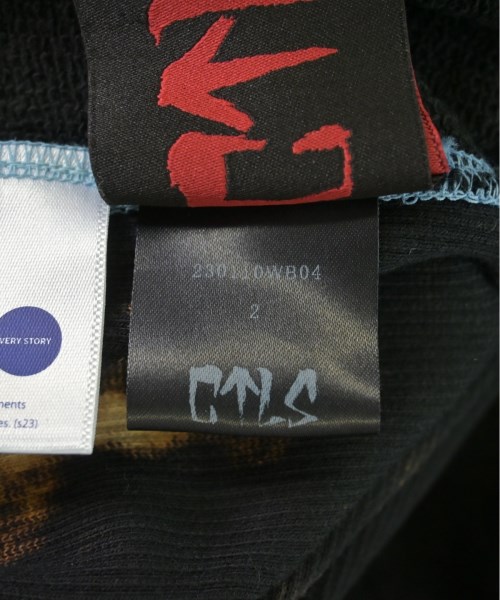 230110WB04
2
CTLS
VERY STORY
ments
es. (s23)